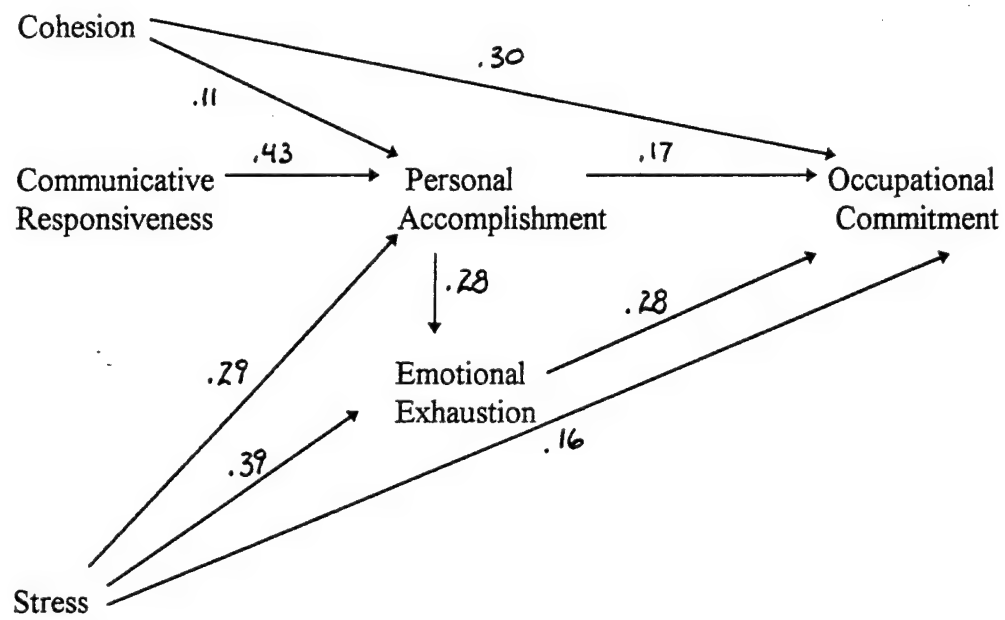 Cohesion
.30
.11
.43
.17
Communicative
Responsiveness
Personal
Accomplishment
Occupational
Commitment
.28
.28
.29
Emotional
Exhaustion
.39
.16
Stress